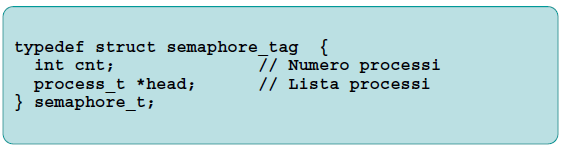 typedef struct semaphore_tag  {
  int cnt;              // Numero processi
  process_t *head;      // Lista processi
} semaphore_t;